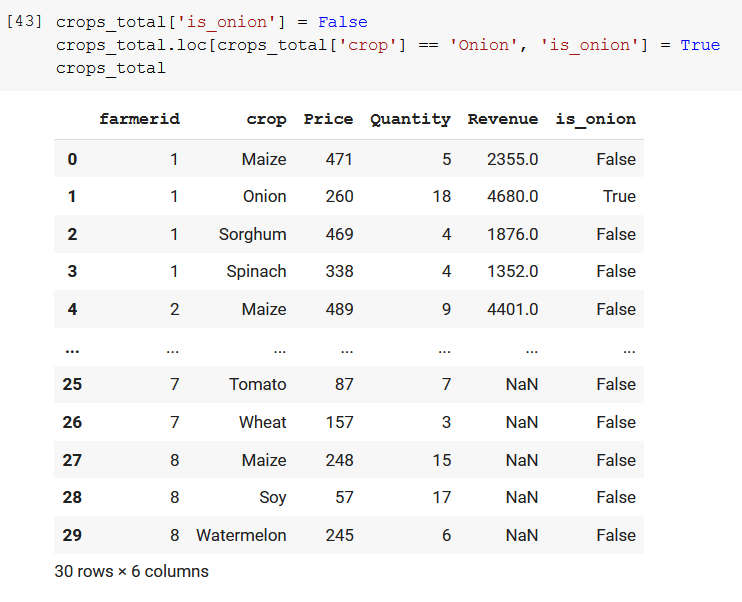 [43] crops_total['is_onion'] = False
crops_total.loc[crops_total['crop'] == 'Onion', 'is_onion'] = True
crops_total
farmerid crop Price Quantity Revenue is_onion
0 1 Maize 471 5 2355.0 False
1 1 Onion 260 18 4680.0 True
2 1 Sorghum 469 4 1876.0 False
3 1 Spinach 338 4 1352.0 False
4 2 Maize 489 9 4401.0 False
... ... ... ... ... ... ...
25 7 Tomato 87 7 NaN False
26 7 Wheat 157 3 NaN False
27 8 Maize 248 15 NaN False
28 8 Soy 57 17 NaN False
29 8 Watermelon 245 6 NaN False
30 rows × 6 columns